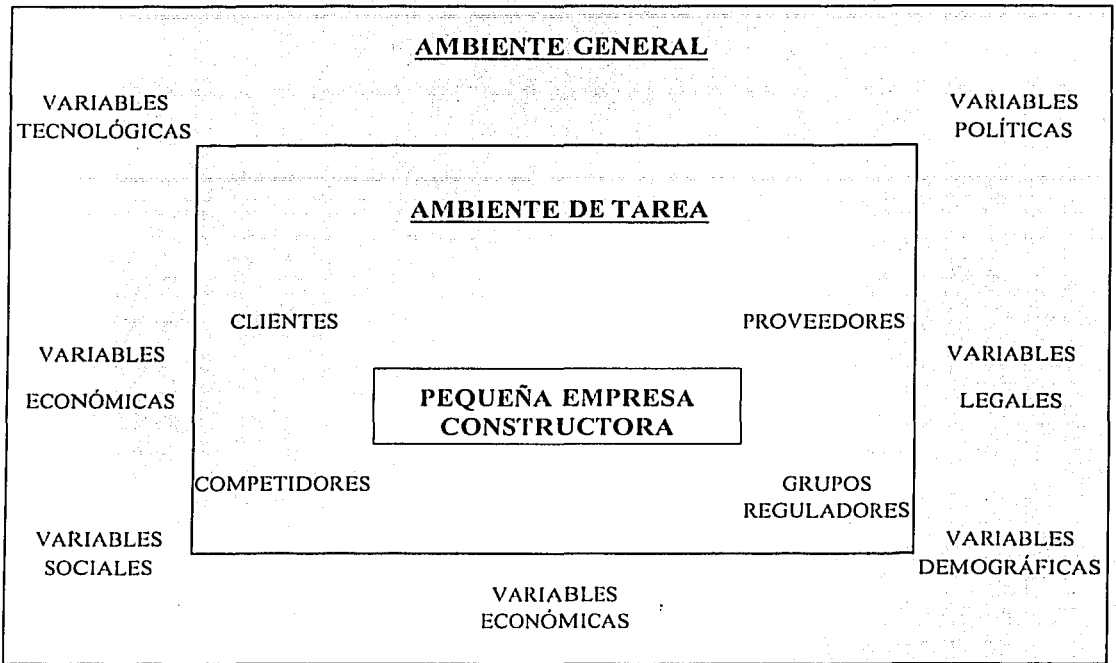 AMBIENTE GENERAL
VARIABLES
TECNOLÓGICAS
VARIABLES
POLÍTICAS
AMBIENTE DE TAREA
CLIENTES
PROVEEDORES
VARIABLES
ECONÓMICAS
VARIABLES
LEGALES
PEQUEÑA EMPRESA
CONSTRUCTORA
COMPETIDORES
GRUPOS
REGULADORES
VARIABLES
SOCIALES
VARIABLES
DEMOGRÁFICAS
VARIABLES
ECONÓMICAS